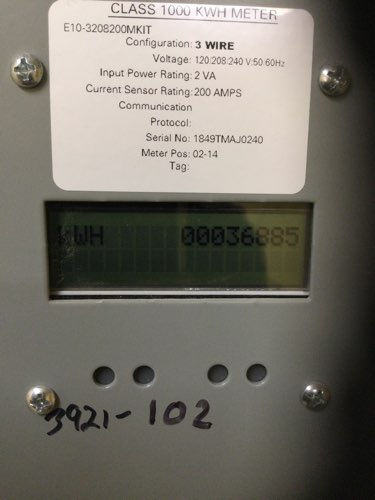 CLASS 1000 KWH METER
E10-3208200MKIT
Configuration: 3 WIRE
Voltage: 120:208:240 V:50:60Hz
Input Power Rating: 2 VA
Current Sensor Rating: 200 AMPS
Communication
Protocol:
Serial No: 1849TMAJ0240
Meter Pos: 02-14
Tag:
KWH 00036885
3921-102